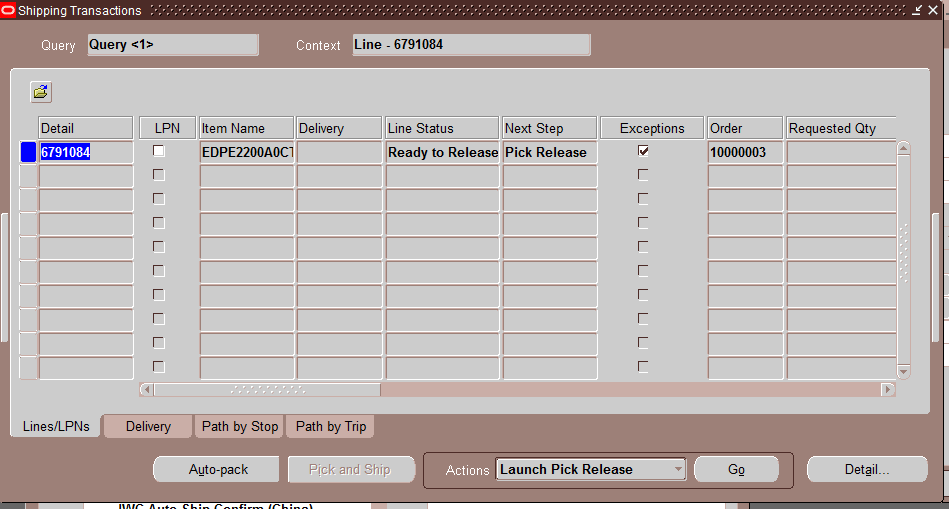 Shipping Transactions
Query Query <1> Context Line - 6791084
Detail LPN Item Name Delivery Line Status Next Step Exceptions Order Requested Qty
6791084 EDPE2200A0CT Ready to Release Pick Release 10000003
Lines/LPNs Delivery Path by Stop Path by Trip
Auto-pack Pick and Ship Actions Launch Pick Release Go Detail...
IWC Auto Ship Confirm (China)